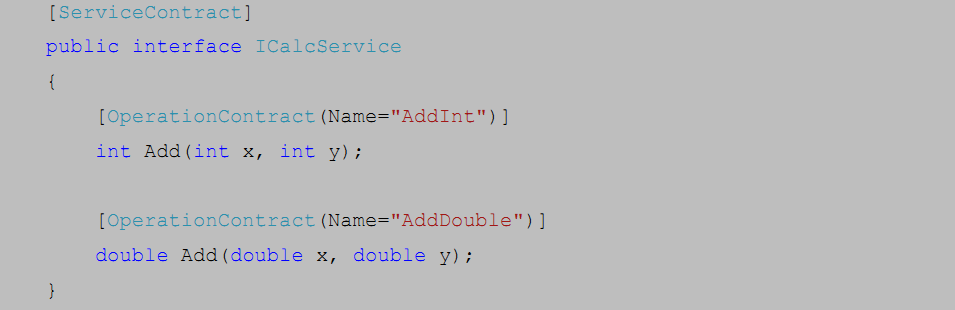 [ServiceContract]
public interface ICalcService
{
[OperationContract(Name="AddInt")]
int Add(int x, int y);
[OperationContract(Name="AddDouble")]
double Add(double x, double y);
}